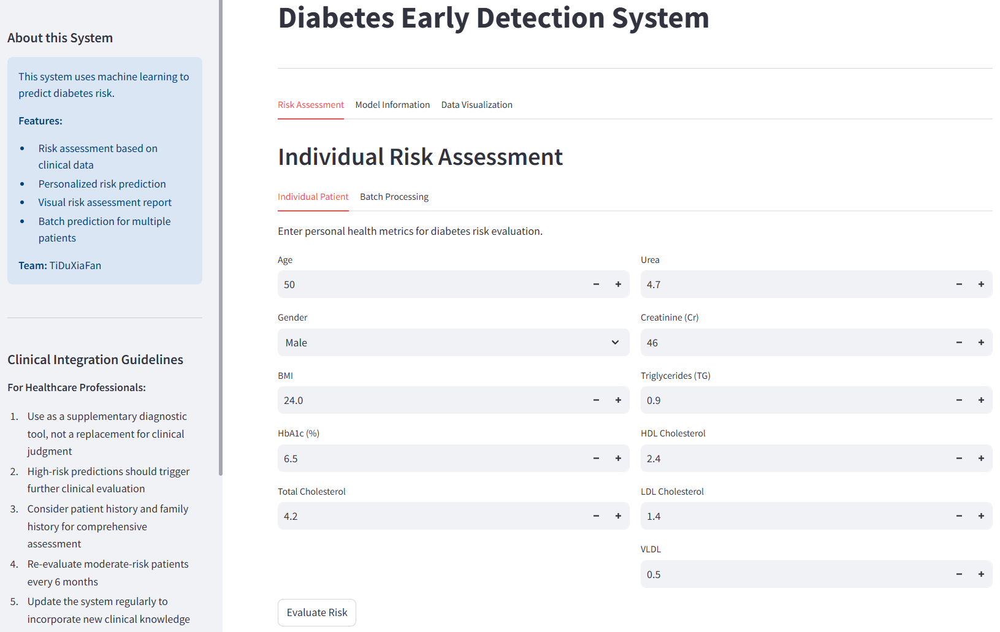 About this System
This system uses machine learning to
predict diabetes risk.
Features:
• Risk assessment based on
clinical data
• Personalized risk prediction
• Visual risk assessment report
• Batch prediction for multiple
patients
Team: TiDuXiaFan
Clinical Integration Guidelines
For Healthcare Professionals:
1. Use as a supplementary diagnostic
tool, not a replacement for clinical
judgment
2. High-risk predictions should trigger
further clinical evaluation
3. Consider patient history and family
history for comprehensive
assessment
4. Re-evaluate moderate-risk patients
every 6 months
5. Update the system regularly to
incorporate new clinical knowledge
Diabetes Early Detection System
Risk Assessment Model Information Data Visualization
Individual Risk Assessment
Individual Patient Batch Processing
Enter personal health metrics for diabetes risk evaluation.
Age
50
Gender
Male
BMI
24.0
HbA1c (%)
6.5
Total Cholesterol
4.2
Urea
4.7
Creatinine (Cr)
46
Triglycerides (TG)
0.9
HDL Cholesterol
2.4
LDL Cholesterol
1.4
VLDL
0.5
Evaluate Risk